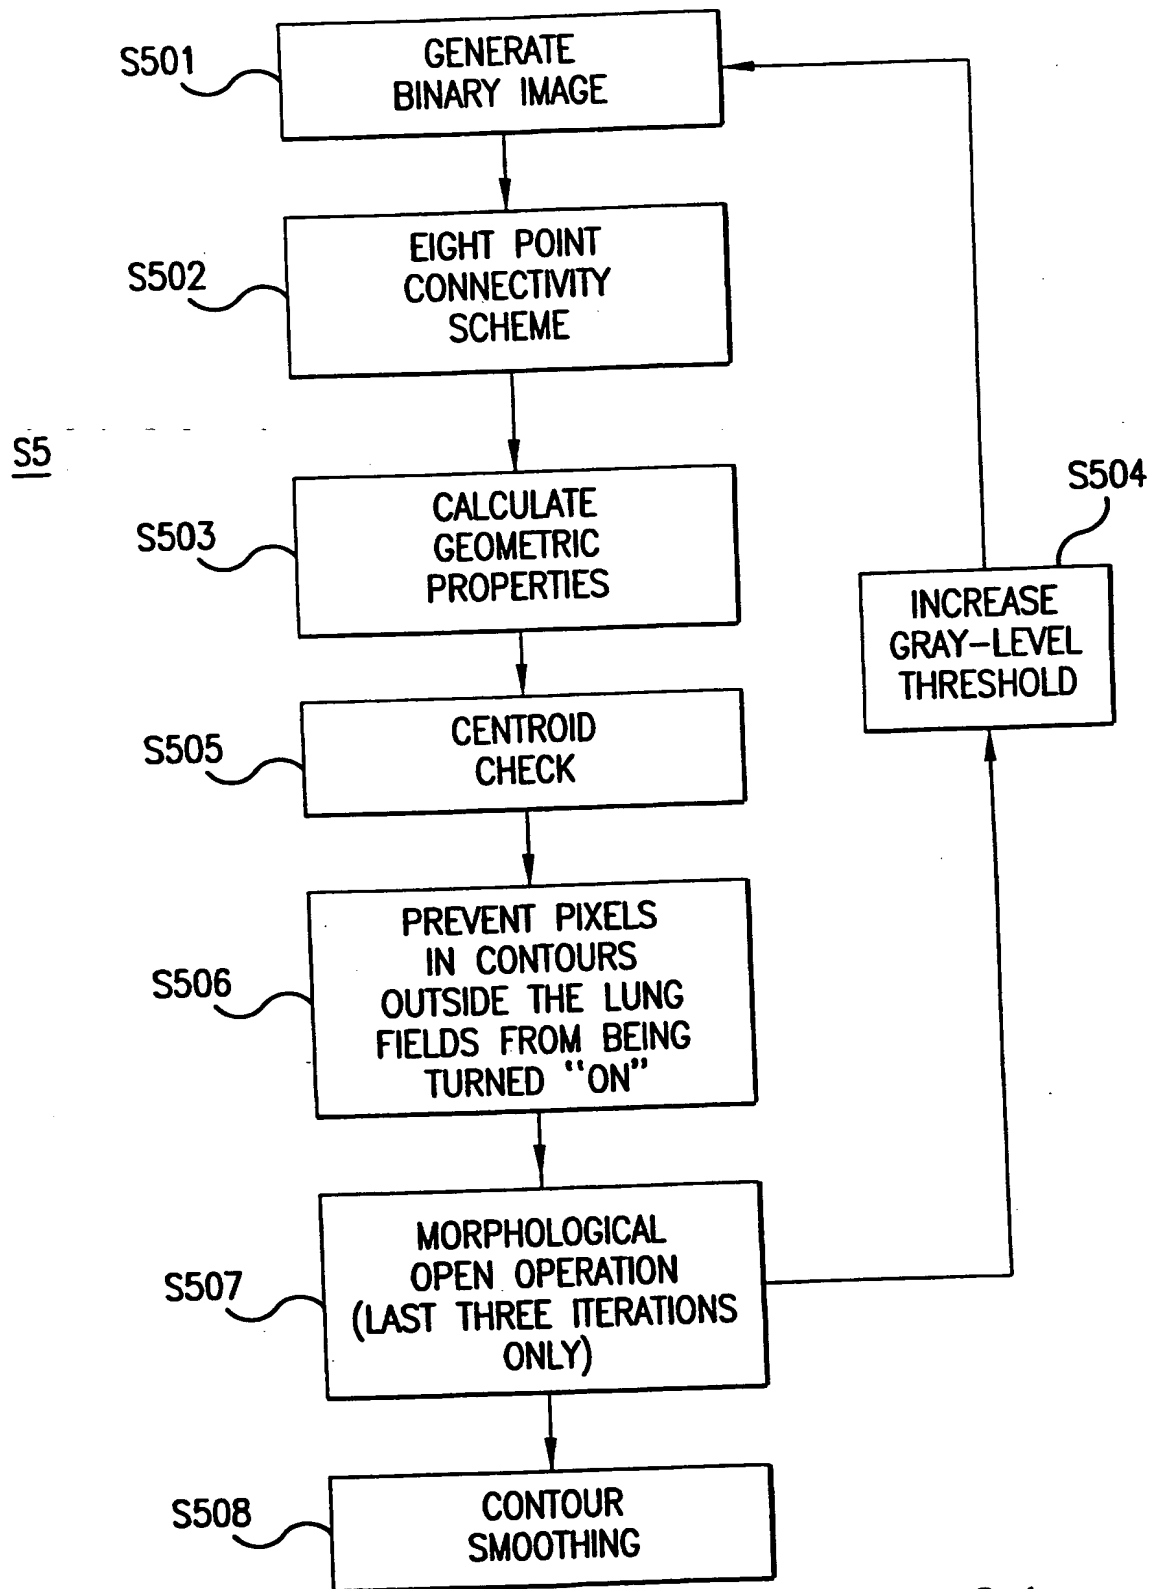 S501
GENERATE
BINARY IMAGE
S502
EIGHT POINT
CONNECTIVITY
SCHEME
S5
S503
CALCULATE
GEOMETRIC
PROPERTIES
S504
INCREASE
GRAY-LEVEL
THRESHOLD
S505
CENTROID
CHECK
S506
PREVENT PIXELS
IN CONTOURS
OUTSIDE THE LUNG
FIELDS FROM BEING
TURNED "ON"
S507
MORPHOLOGICAL
OPEN OPERATION
(LAST THREE ITERATIONS
ONLY)
S508
CONTOUR
SMOOTHING